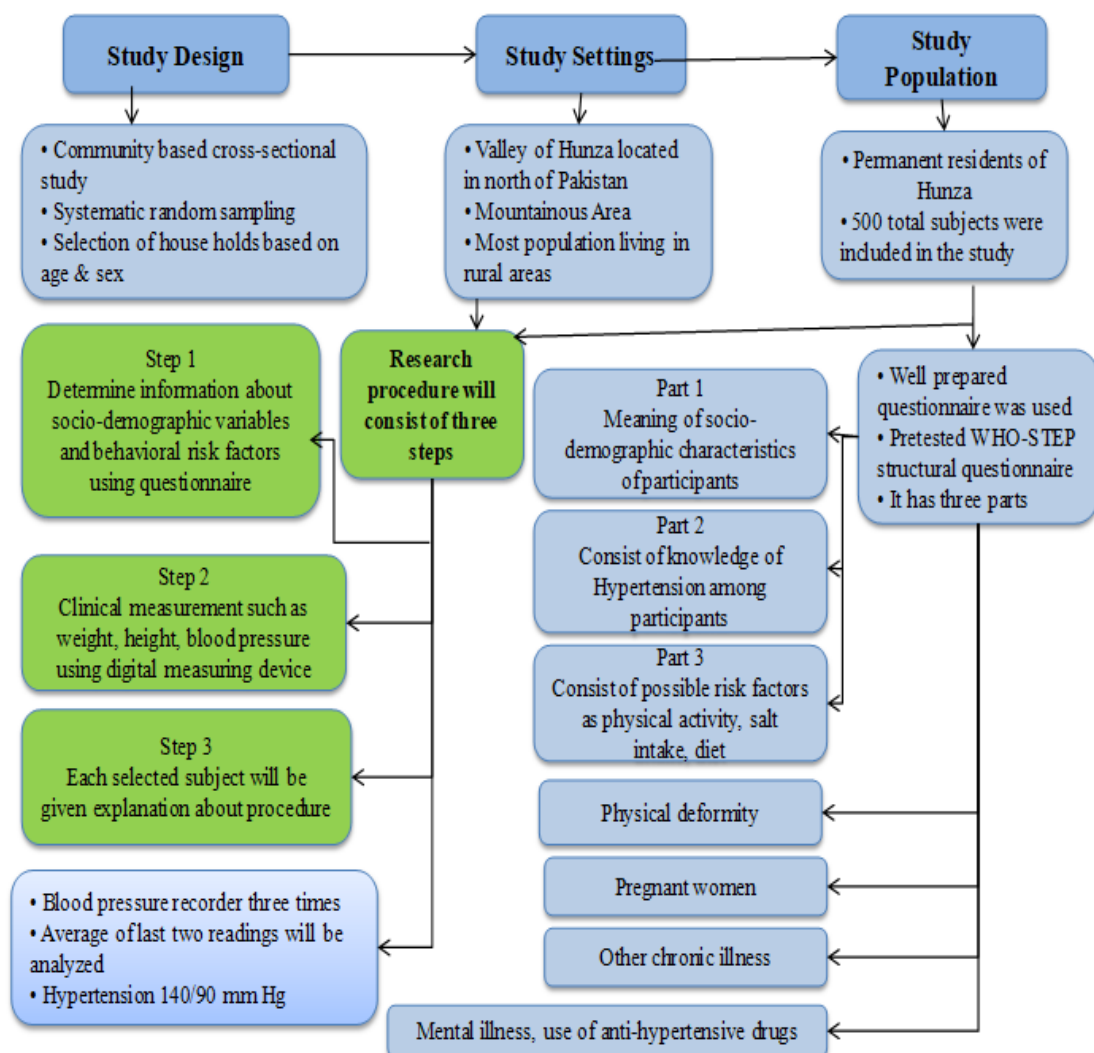 Study Design
Study Settings
Study
Population
• Community based cross-sectional
study
• Systematic random sampling
• Selection of house holds based on
age & sex
• Valley of Hunza located
in north of Pakistan
• Mountainous Area
• Most population living in
rural areas
• Permanent residents of
Hunza
• 500 total subjects were
included in the study
Step 1
Determine information about
socio-demographic variables
and behavioral risk factors
using questionnaire
Research
procedure will
consist of three
steps
Part 1
Meaning of socio-
demographic characteristics
of participants
• Well prepared
questionnaire was used
• Pretested WHO-STEP
structural questionnaire
• It has three parts
Step 2
Clinical measurement such as
weight, height, blood pressure
using digital measuring device
Part 2
Consist of knowledge of
Hypertension among
participants
Step 3
Each selected subject will be
given explanation about procedure
Part 3
Consist of possible risk factors
as physical activity, salt
intake, diet
• Blood pressure recorder three times
• Average of last two readings will be
analyzed
• Hypertension 140/90 mm Hg
Physical deformity
Pregnant women
Other chronic illness
Mental illness, use of anti-hypertensive drugs